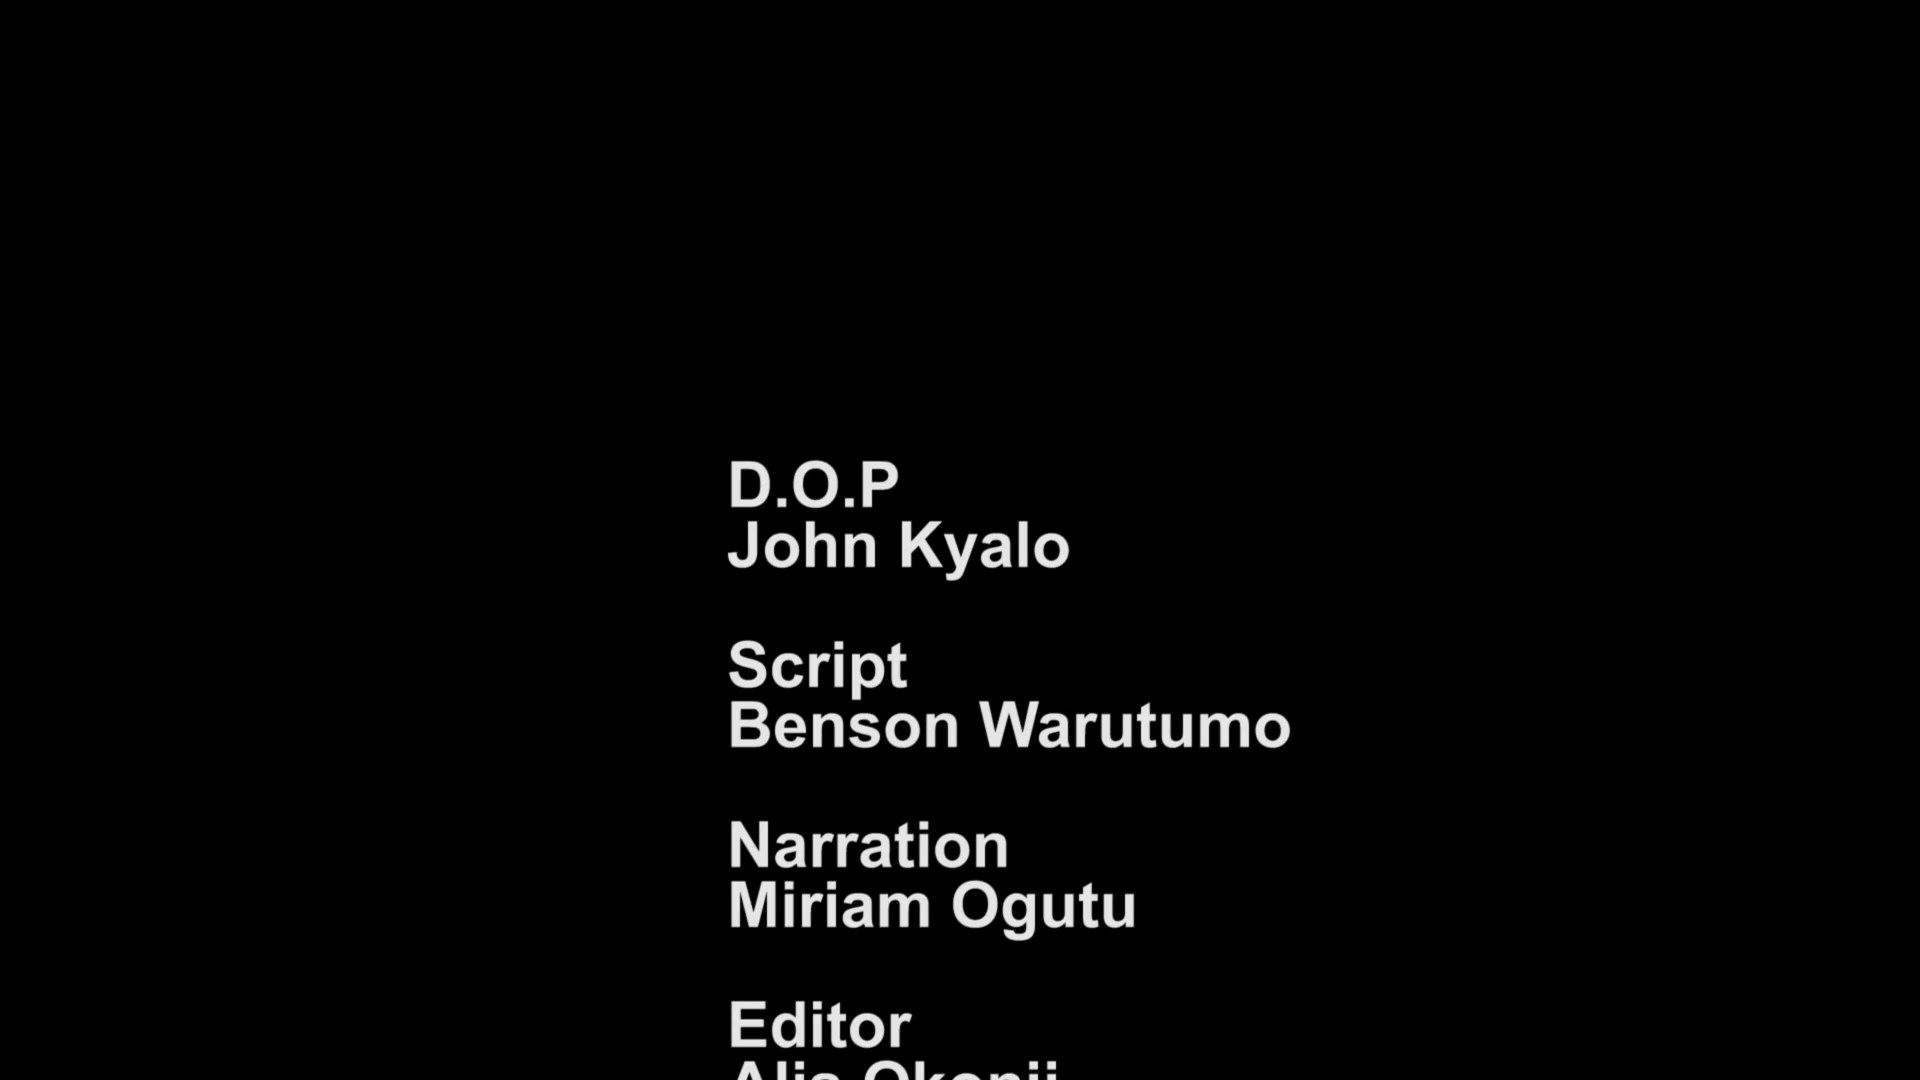 D.O.P
John Kyalo
Script
Benson Warutumo
Narration
Miriam Ogutu
Editor